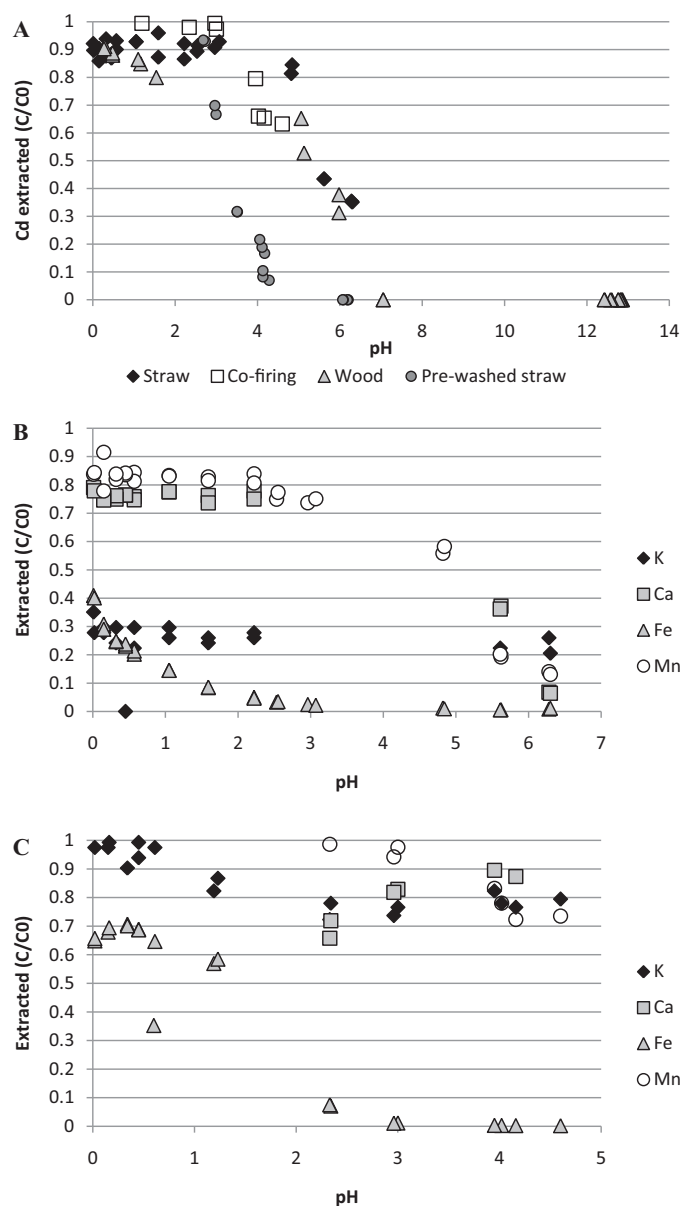 A
Cd extracted (C/C0)
1
0.9
0.8
0.7
0.6
0.5
0.4
0.3
0.2
0.1
0
0 2 4 6 8 10 12 14
pH
Straw Co-firing Wood Pre-washed straw
B
Extracted (C/C0)
1
0.9
0.8
0.7
0.6
0.5
0.4
0.3
0.2
0.1
0
0 1 2 3 4 5 6 7
pH
K
Ca
Fe
Mn
C
Extracted (C/C0)
1
0.9
0.8
0.7
0.6
0.5
0.4
0.3
0.2
0.1
0
0 1 2 3 4 5
pH
K
Ca
Fe
Mn